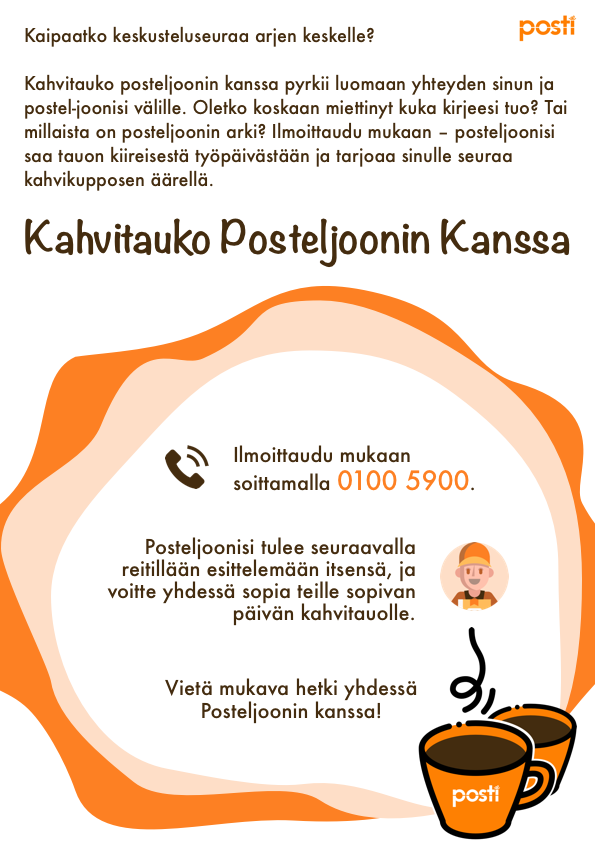 Kaipaatko keskusteluseuraa arjen keskelle?
posti
Kahvitauko posteljoonin kanssa pyrkii luomaan yhteyden sinun ja
postel-joonisi välille. Oletko koskaan miettinyt kuka kirjeesi tuo? Tai
millaista on posteljoonin arki? Ilmoittaudu mukaan – posteljoonisi
saa tauon kiireisestä työpäivästään ja tarjoaa sinulle seuraa
kahvikupposen äärellä.
Kahvitauko Posteljoonin Kanssa
Ilmoittaudu mukaan
soittamalla 0100 5900.
Posteljoonisi tulee seuraavalla
reitillään esittelemään itsensä, ja
voitte yhdessä sopia teille sopivan
päivän kahvitauolle.
Vietä mukava hetki yhdessä
Posteljoonin kanssa!
posti